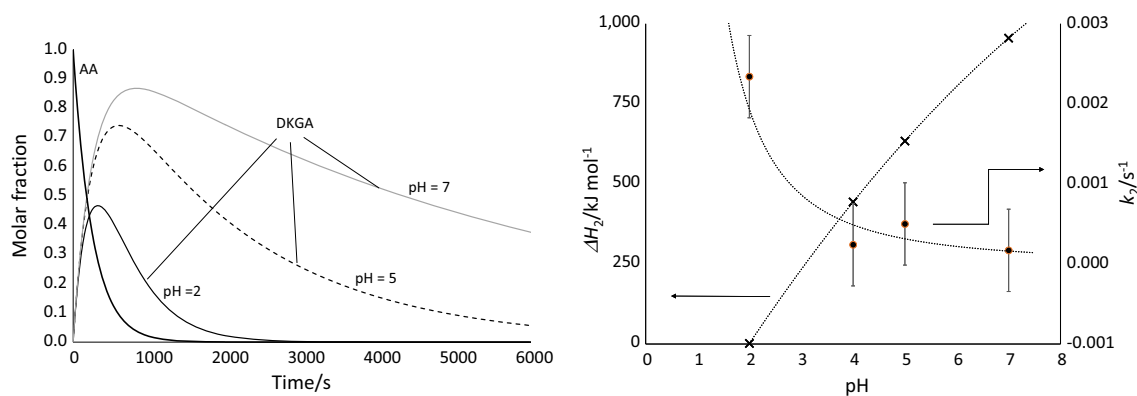 1.0
0.9
0.8
0.7
0.6
0.5
0.4
0.3
0.2
0.1
0.0
Molar fraction
AA
DKGA
pH = 7
pH = 5
pH =2
0 1000 2000 3000 4000 5000 6000
Time/s
1,000
750
500
250
0
ΔH2/kJ mol-1
0.003
0.002
0.001
0.000
-0.001
k2/s-1
0 1 2 3 4 5 6 7 8
pH